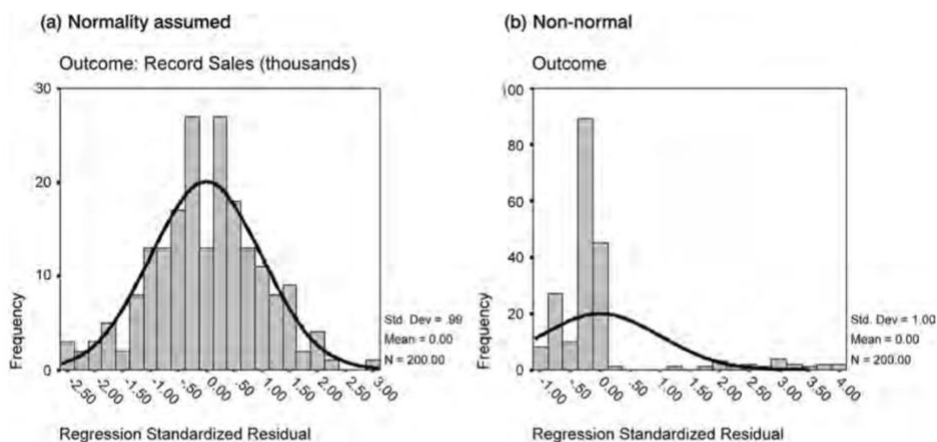 (a) Normality assumed
Outcome: Record Sales (thousands)
30
20
10
0
Frequency
-2.50
-2.00
-1.50
-1.00
-.50
0.00
.50
1.00
1.50
2.00
2.50
3.00
Std. Dev = .99
Mean = 0.00
N = 200.00
Regression Standardized Residual
(b) Non-normal
Outcome
100
80
60
40
20
0
Frequency
-1.00
-.50
0.00
.50
1.00
1.50
2.00
2.50
3.00
3.50
4.00
Std. Dev = 1.00
Mean = 0.00
N = 200.00
Regression Standardized Residual